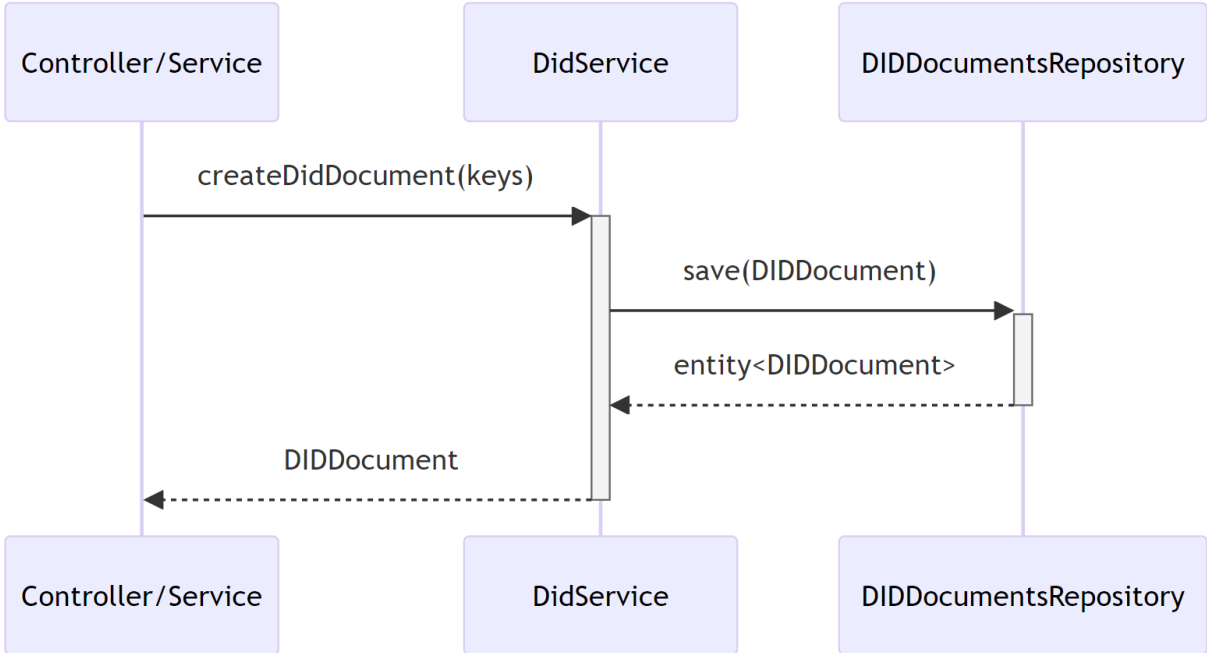 Controller/Service
DidService
DIDDocumentsRepository
createDidDocument(keys)
save(DIDDocument)
entity<DIDDocument>
DIDDocument
Controller/Service
DidService
DIDDocumentsRepository